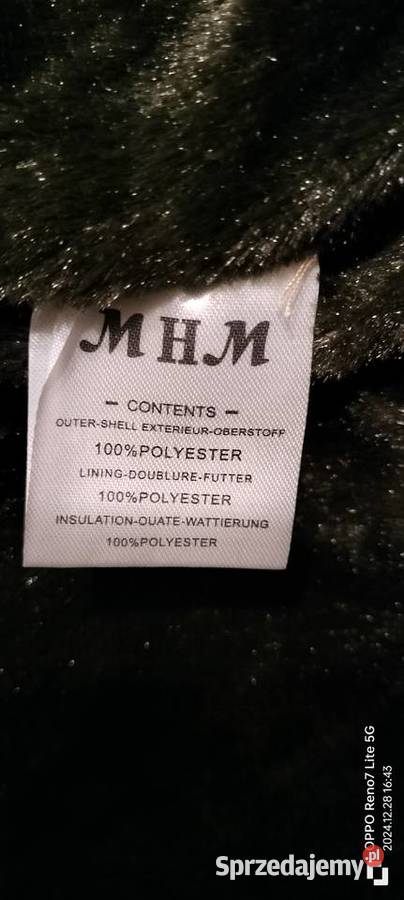 MHM
- CONTENTS -
OUTER-SHELL EXTERIEUR-OBERSTOFF
100%POLYESTER
LINING-DOUBLURE-FUTTER
100%POLYESTER
INSULATION-OUATE-WATTIERUNG
100%POLYESTER
OPPO Reno7 Lite 5G
2024.12.28 16:43
Sprzedajemy.pl